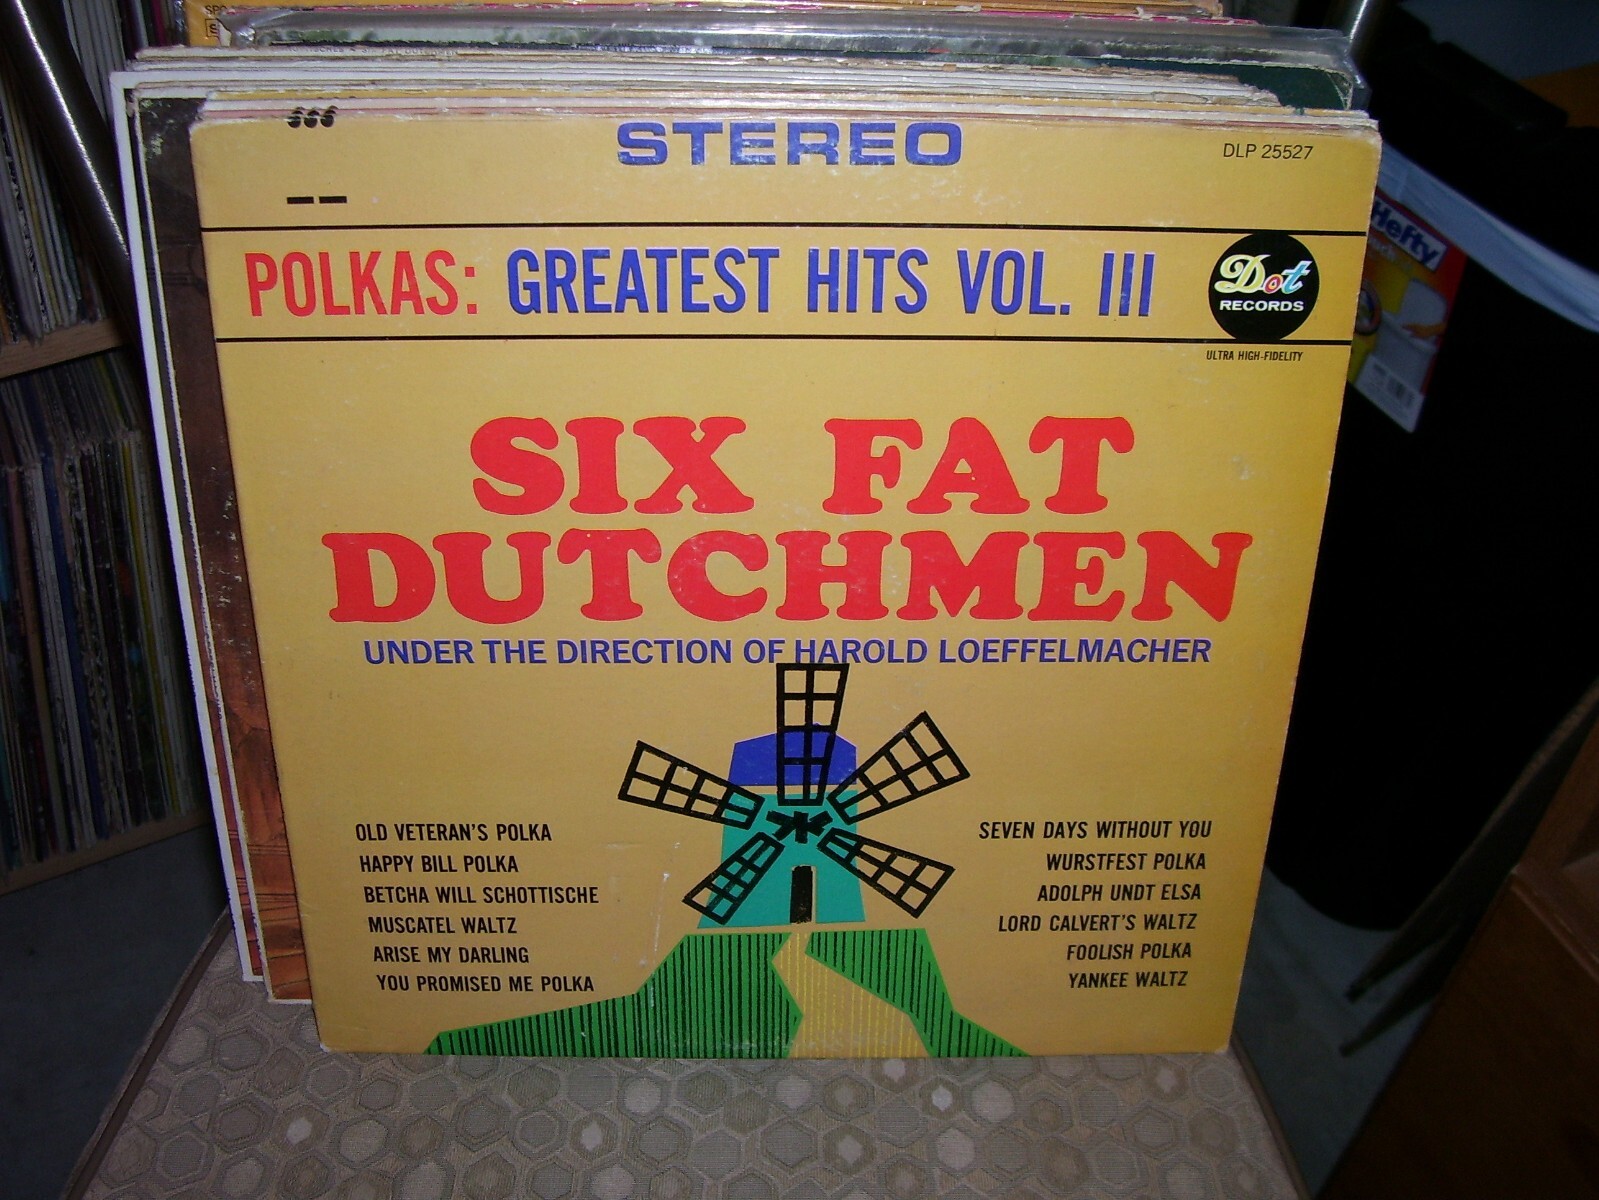 STEREO
DLP 25527
POLKAS: GREATEST HITS VOL. III
Dot
RECORDS
ULTRA HIGH-FIDELITY
SIX FAT
DUTCHMEN
UNDER THE DIRECTION OF HAROLD LOEFFELMACHER
OLD VETERAN'S POLKA
HAPPY BILL POLKA
BETCHA WILL SCHOTTISCHE
MUSCATEL WALTZ
ARISE MY DARLING
YOU PROMISED ME POLKA
SEVEN DAYS WITHOUT YOU
WURSTFEST POLKA
ADOLPH UNDT ELSA
LORD CALVERT'S WALTZ
FOOLISH POLKA
YANKEE WALTZ
Hefty